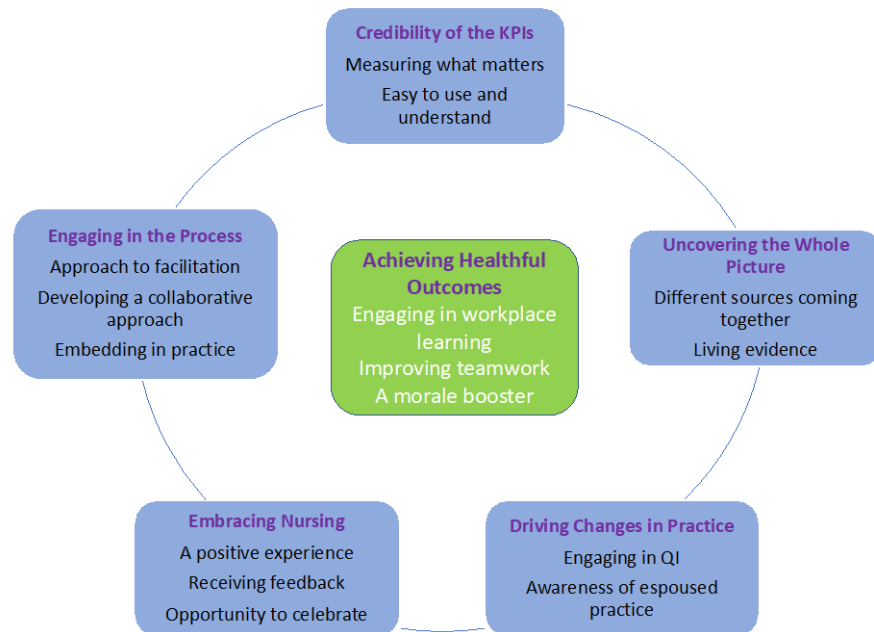 Credibility of the KPIs
Measuring what matters
Easy to use and
understand
Engaging in the Process
Approach to facilitation
Developing a collaborative
approach
Embedding in practice
Achieving Healthful
Outcomes
Engaging in workplace
learning
Improving teamwork
A morale booster
Uncovering the Whole
Picture
Different sources coming
together
Living evidence
Embracing Nursing
A positive experience
Receiving feedback
Opportunity to celebrate
Driving Changes in Practice
Engaging in QI
Awareness of espoused
practice